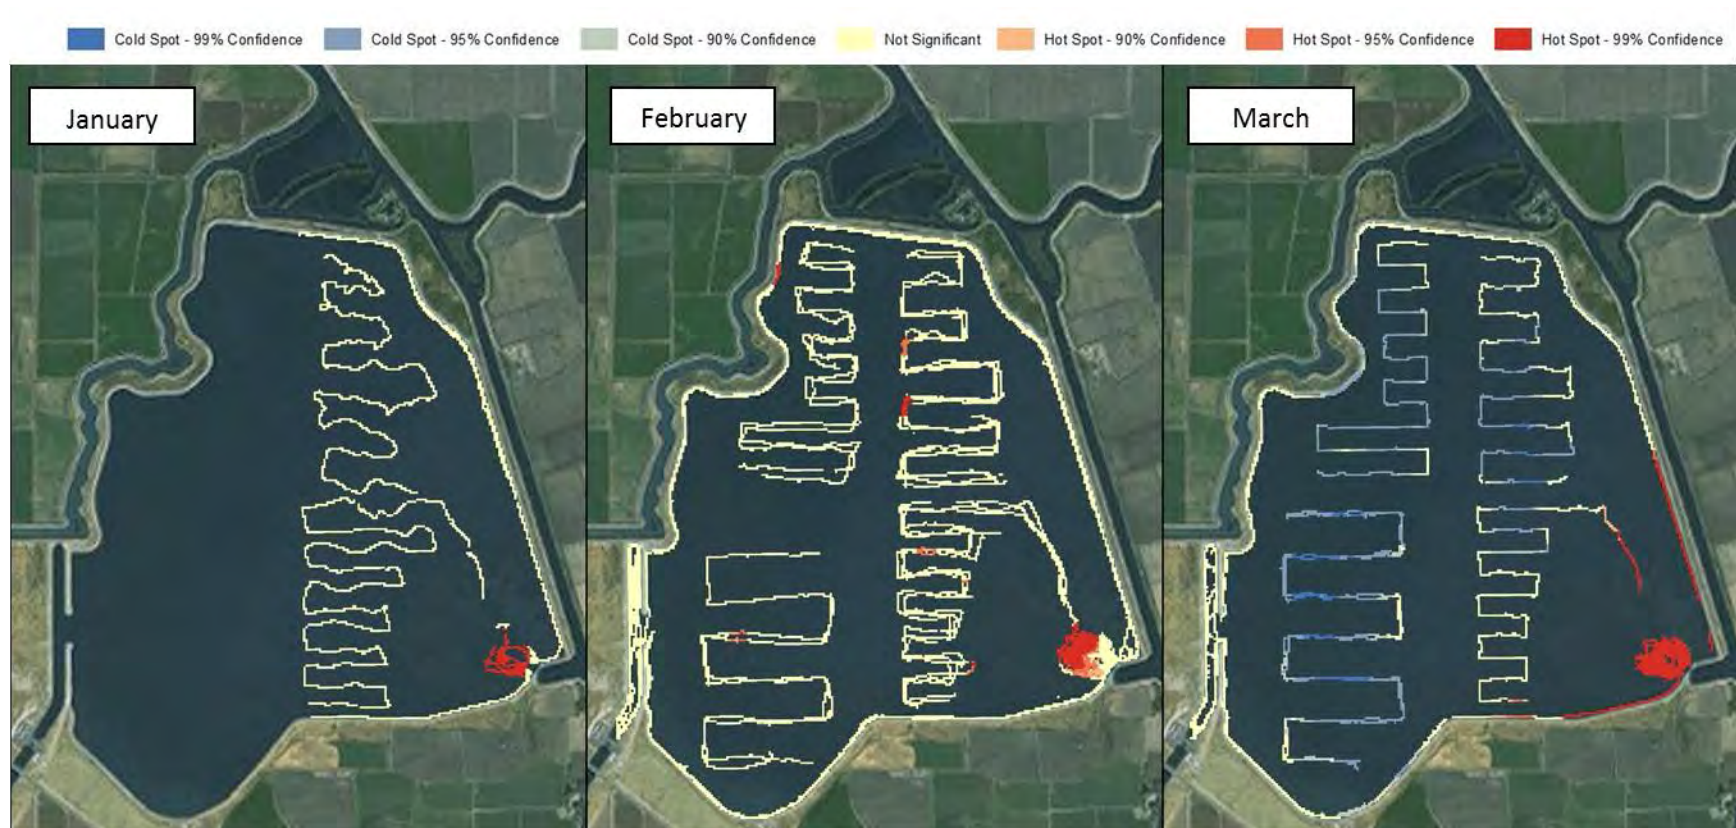 Cold Spot - 99% Confidence Cold Spot - 95% Confidence Cold Spot - 90% Confidence Not Significant Hot Spot - 90% Confidence Hot Spot - 95% Confidence Hot Spot - 99% Confidence
January February March